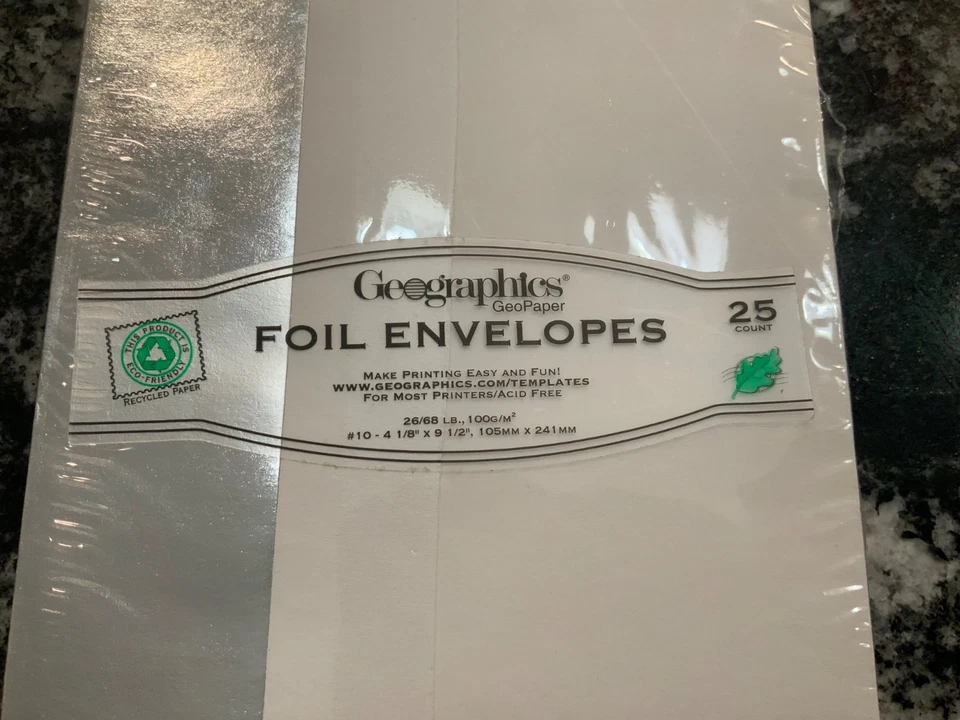 Geographics®
GeoPaper
FOIL ENVELOPES
25
COUNT
THIS PRODUCT IS
ECO-FRIENDLY
RECYCLED PAPER
MAKE PRINTING EASY AND FUN!
WWW.GEOGRAPHICS.COM/TEMPLATES
FOR MOST PRINTERS/ACID FREE
26/68 LB., 100G/M²
#10 - 4 1/8" X 9 1/2", 105MM X 241MM